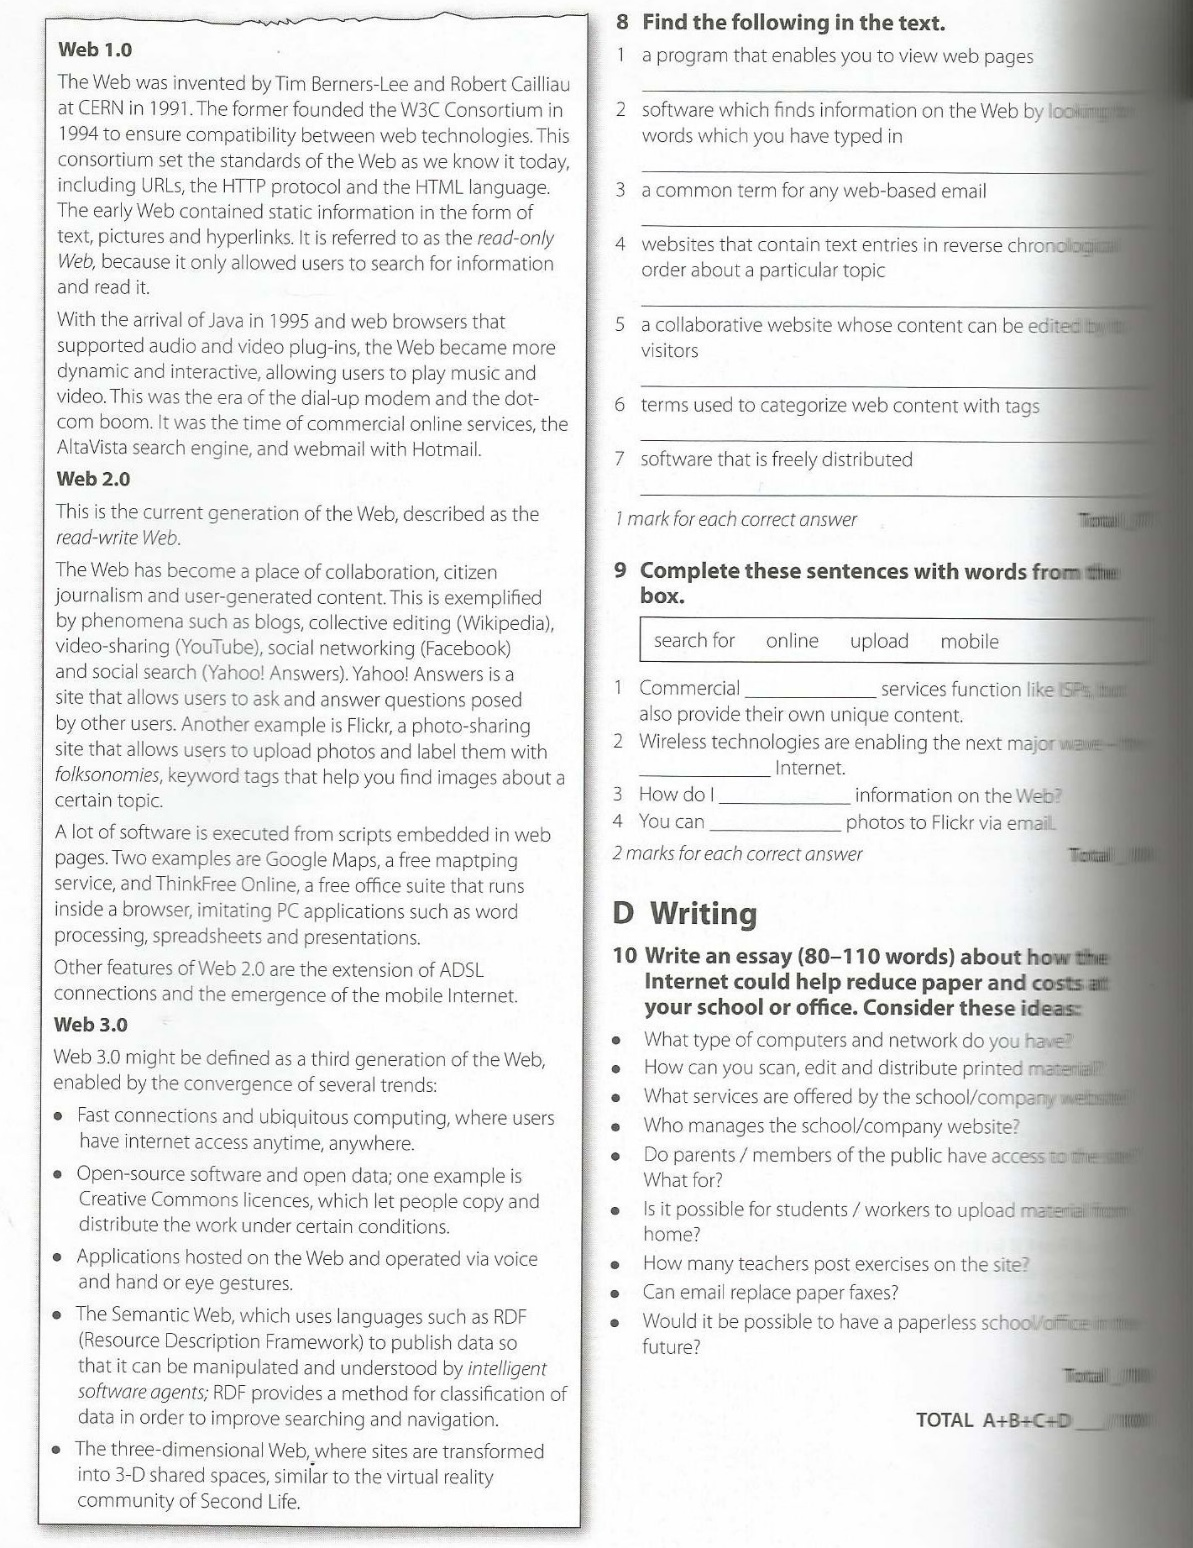 Web 1.0
The Web was invented by Tim Berners-Lee and Robert Cailliau
at CERN in 1991. The former founded the W3C Consortium in
1994 to ensure compatibility between web technologies. This
consortium set the standards of the Web as we know it today,
including URLs, the HTTP protocol and the HTML language.
The early Web contained static information in the form of
text, pictures and hyperlinks. It is referred to as the read-only
Web, because it only allowed users to search for information
and read it.
With the arrival of Java in 1995 and web browsers that
supported audio and video plug-ins, the Web became more
dynamic and interactive, allowing users to play music and
video. This was the era of the dial-up modem and the dot-
com boom. It was the time of commercial online services, the
AltaVista search engine, and webmail with Hotmail.
Web 2.0
This is the current generation of the Web, described as the
read-write Web.
The Web has become a place of collaboration, citizen
journalism and user-generated content. This is exemplified
by phenomena such as blogs, collective editing (Wikipedia),
video-sharing (YouTube), social networking (Facebook)
and social search (Yahoo! Answers). Yahoo! Answers is a
site that allows users to ask and answer questions posed
by other users. Another example is Flickr, a photo-sharing
site that allows users to upload photos and label them with
folksonomies, keyword tags that help you find images about a
certain topic.
A lot of software is executed from scripts embedded in web
pages. Two examples are Google Maps, a free maptping
service, and ThinkFree Online, a free office suite that runs
inside a browser, imitating PC applications such as word
processing, spreadsheets and presentations.
Other features of Web 2.0 are the extension of ADSL
connections and the emergence of the mobile Internet.
Web 3.0
Web 3.0 might be defined as a third generation of the Web,
enabled by the convergence of several trends:
• Fast connections and ubiquitous computing, where users
have internet access anytime, anywhere.
• Open-source software and open data; one example is
Creative Commons licences, which let people copy and
distribute the work under certain conditions.
• Applications hosted on the Web and operated via voice
and hand or eye gestures.
• The Semantic Web, which uses languages such as RDF
(Resource Description Framework) to publish data so
that it can be manipulated and understood by intelligent
software agents; RDF provides a method for classification of
data in order to improve searching and navigation.
• The three-dimensional Web, where sites are transformed
into 3-D shared spaces, similar to the virtual reality
community of Second Life.
8 Find the following in the text.
1 a program that enables you to view web pages
2 software which finds information on the Web by looking
words which you have typed in
3 a common term for any web-based email
4 websites that contain text entries in reverse chronological
order about a particular topic
5 a collaborative website whose content can be edited by
visitors
6 terms used to categorize web content with tags
7 software that is freely distributed
1 mark for each correct answer Total
9 Complete these sentences with words from the
box.
search for online upload mobile
1 Commercial ____________ services function like ISPs,
also provide their own unique content.
2 Wireless technologies are enabling the next major wave –
____________ Internet.
3 How do I ____________ information on the Web?
4 You can ____________ photos to Flickr via email.
2 marks for each correct answer Total
D Writing
10 Write an essay (80–110 words) about how the
Internet could help reduce paper and costs at
your school or office. Consider these ideas:
• What type of computers and network do you have?
• How can you scan, edit and distribute printed material?
• What services are offered by the school/company website?
• Who manages the school/company website?
• Do parents / members of the public have access to the
What for?
• Is it possible for students / workers to upload material from
home?
• How many teachers post exercises on the site?
• Can email replace paper faxes?
• Would it be possible to have a paperless school/office in the
future?
Total
TOTAL A+B+C+D ___